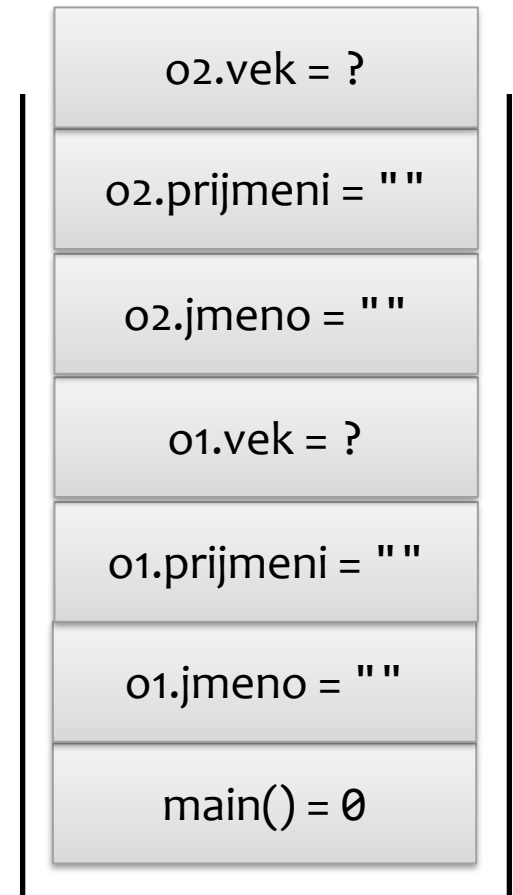 o2.vek = ?
o2.prijmeni = ""
o2.jmeno = ""
o1.vek = ?
o1.prijmeni = ""
o1.jmeno = ""
main() = 0